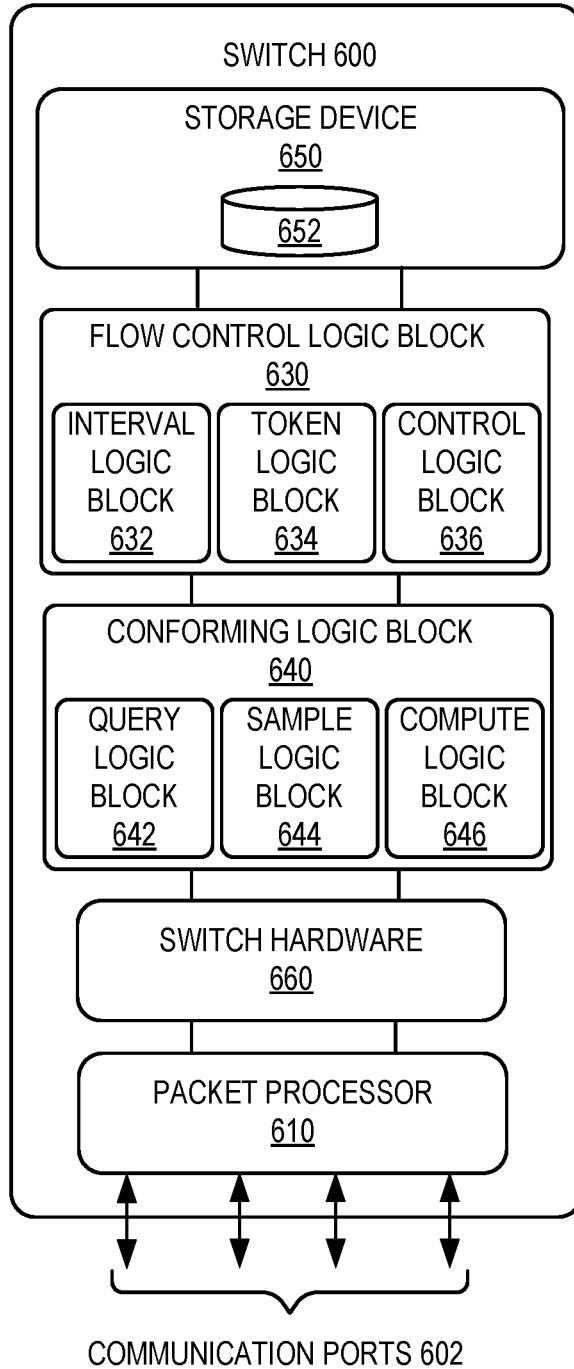 SWITCH 600
STORAGE DEVICE
650
652
FLOW CONTROL LOGIC BLOCK
630
INTERVAL
LOGIC
BLOCK
632
TOKEN
LOGIC
BLOCK
634
CONTROL
LOGIC
BLOCK
636
CONFORMING LOGIC BLOCK
640
QUERY
LOGIC
BLOCK
642
SAMPLE
LOGIC
BLOCK
644
COMPUTE
LOGIC
BLOCK
646
SWITCH HARDWARE
660
PACKET PROCESSOR
610
COMMUNICATION PORTS 602